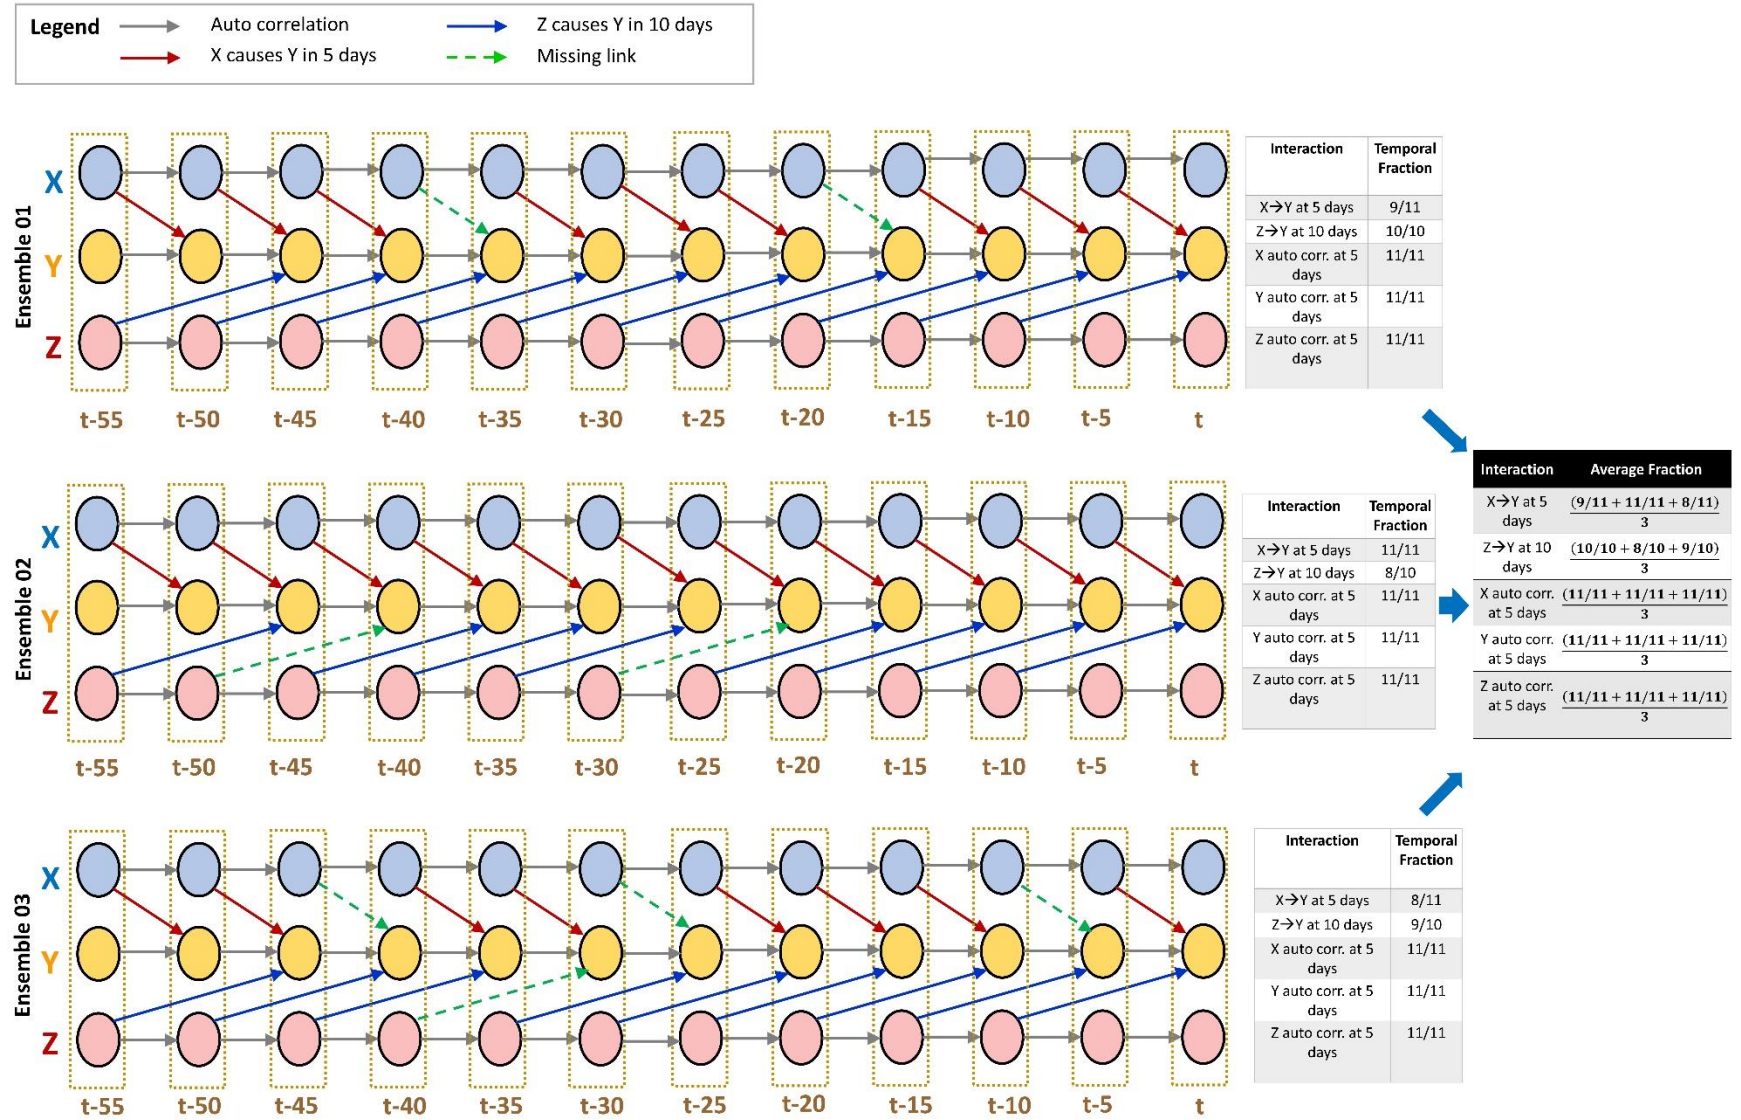 Legend
Auto correlation
Z causes Y in 10 days
X causes Y in 5 days
Missing link
Ensemble 01
X
Y
Z
t-55 t-50 t-45 t-40 t-35 t-30 t-25 t-20 t-15 t-10 t-5 t
Interaction Temporal
Fraction
X→Y at 5 days 9/11
Z→Y at 10 days 10/10
X auto corr. at 5 11/11
days
Y auto corr. at 5 11/11
days
Z auto corr. at 5 11/11
days
Ensemble 02
X
Y
Z
t-55 t-50 t-45 t-40 t-35 t-30 t-25 t-20 t-15 t-10 t-5 t
Interaction Temporal
Fraction
X→Y at 5 days 11/11
Z→Y at 10 days 8/10
X auto corr. at 5 11/11
days
Y auto corr. at 5 11/11
days
Z auto corr. at 5 11/11
days
Ensemble 03
X
Y
Z
t-55 t-50 t-45 t-40 t-35 t-30 t-25 t-20 t-15 t-10 t-5 t
Interaction Temporal
Fraction
X→Y at 5 days 8/11
Z→Y at 10 days 9/10
X auto corr. at 5 11/11
days
Y auto corr. at 5 11/11
days
Z auto corr. at 5 11/11
days
Interaction Average Fraction
X→Y at 5 (9/11 + 11/11 + 8/11)
days 3
Z→Y at 10 (10/10 + 8/10 + 9/10)
days 3
X auto corr. (11/11 + 11/11 + 11/11)
at 5 days 3
Y auto corr. (11/11 + 11/11 + 11/11)
at 5 days 3
Z auto corr. (11/11 + 11/11 + 11/11)
at 5 days 3